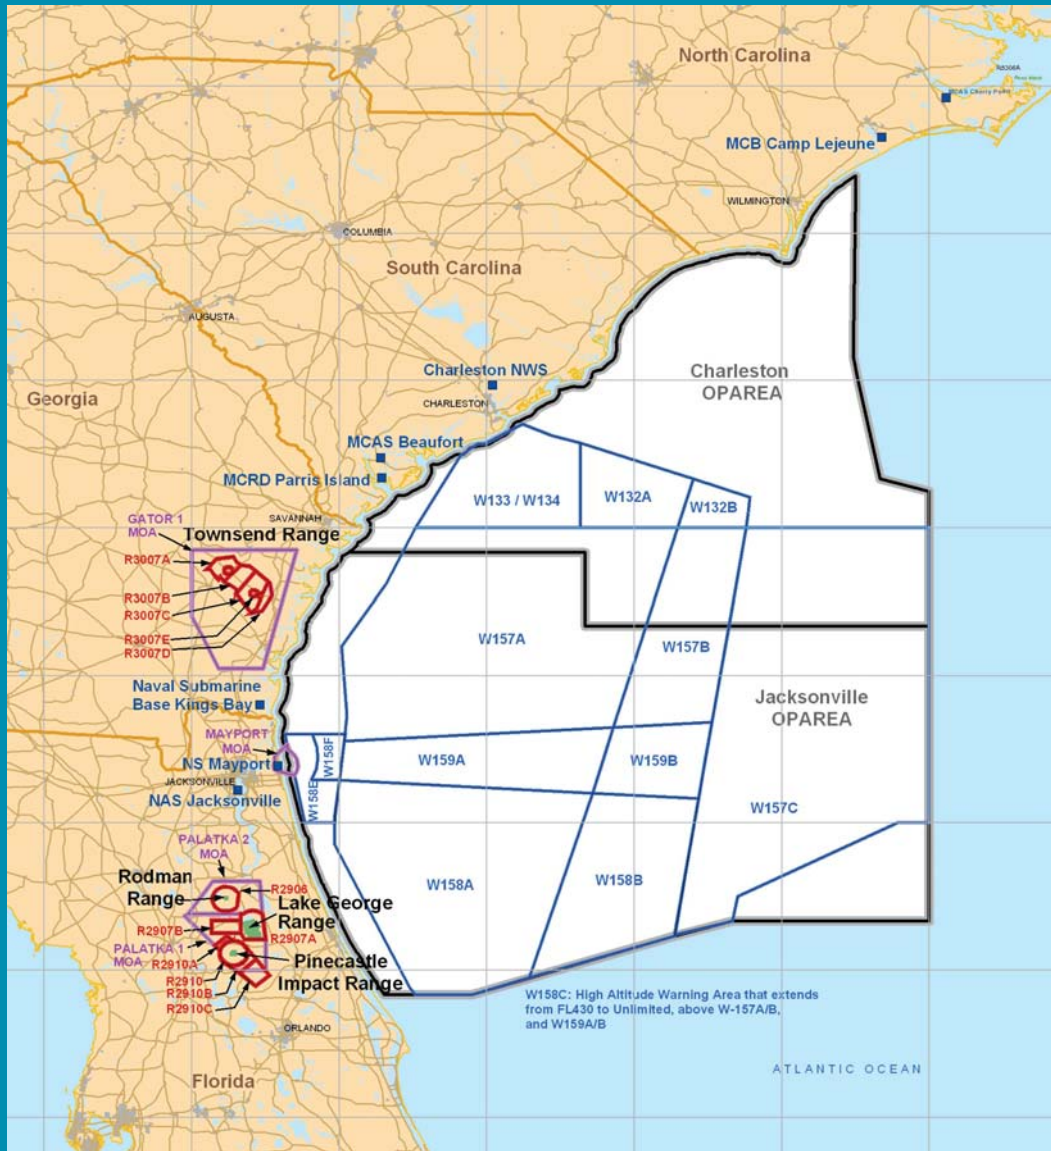 North Carolina
R5306A
MCAS Cherry Point
MCB Camp Lejeune
WILMINGTON
COLUMBIA
South Carolina
AUGUSTA
Charleston
OPAREA
Charleston NWS
Georgia
CHARLESTON
MCAS Beaufort
MCRD Parris Island
W133 / W134
W132A
W132B
SAVANNAH
GATOR 1
MOA
Townsend Range
R3007A
R3007B
R3007C
R3007E
R3007D
W157A
W157B
Naval Submarine
Base Kings Bay
Jacksonville
OPAREA
MAYPORT
MOA
W158F
NS Mayport
W159A
W159B
JACKSONVILLE
W158E
NAS Jacksonville
W157C
PALATKA 2
MOA
Rodman
Range
R2906
W158A
W158B
Lake George
Range
R2907B
R2907A
PALATKA 1
MOA
R2910A
Pinecastle
Impact Range
R2910
R2910B
R2910C
W158C: High Altitude Warning Area that extends
from FL430 to Unlimited, above W-157A/B,
and W159A/B
ORLANDO
ATLANTIC OCEAN
Florida